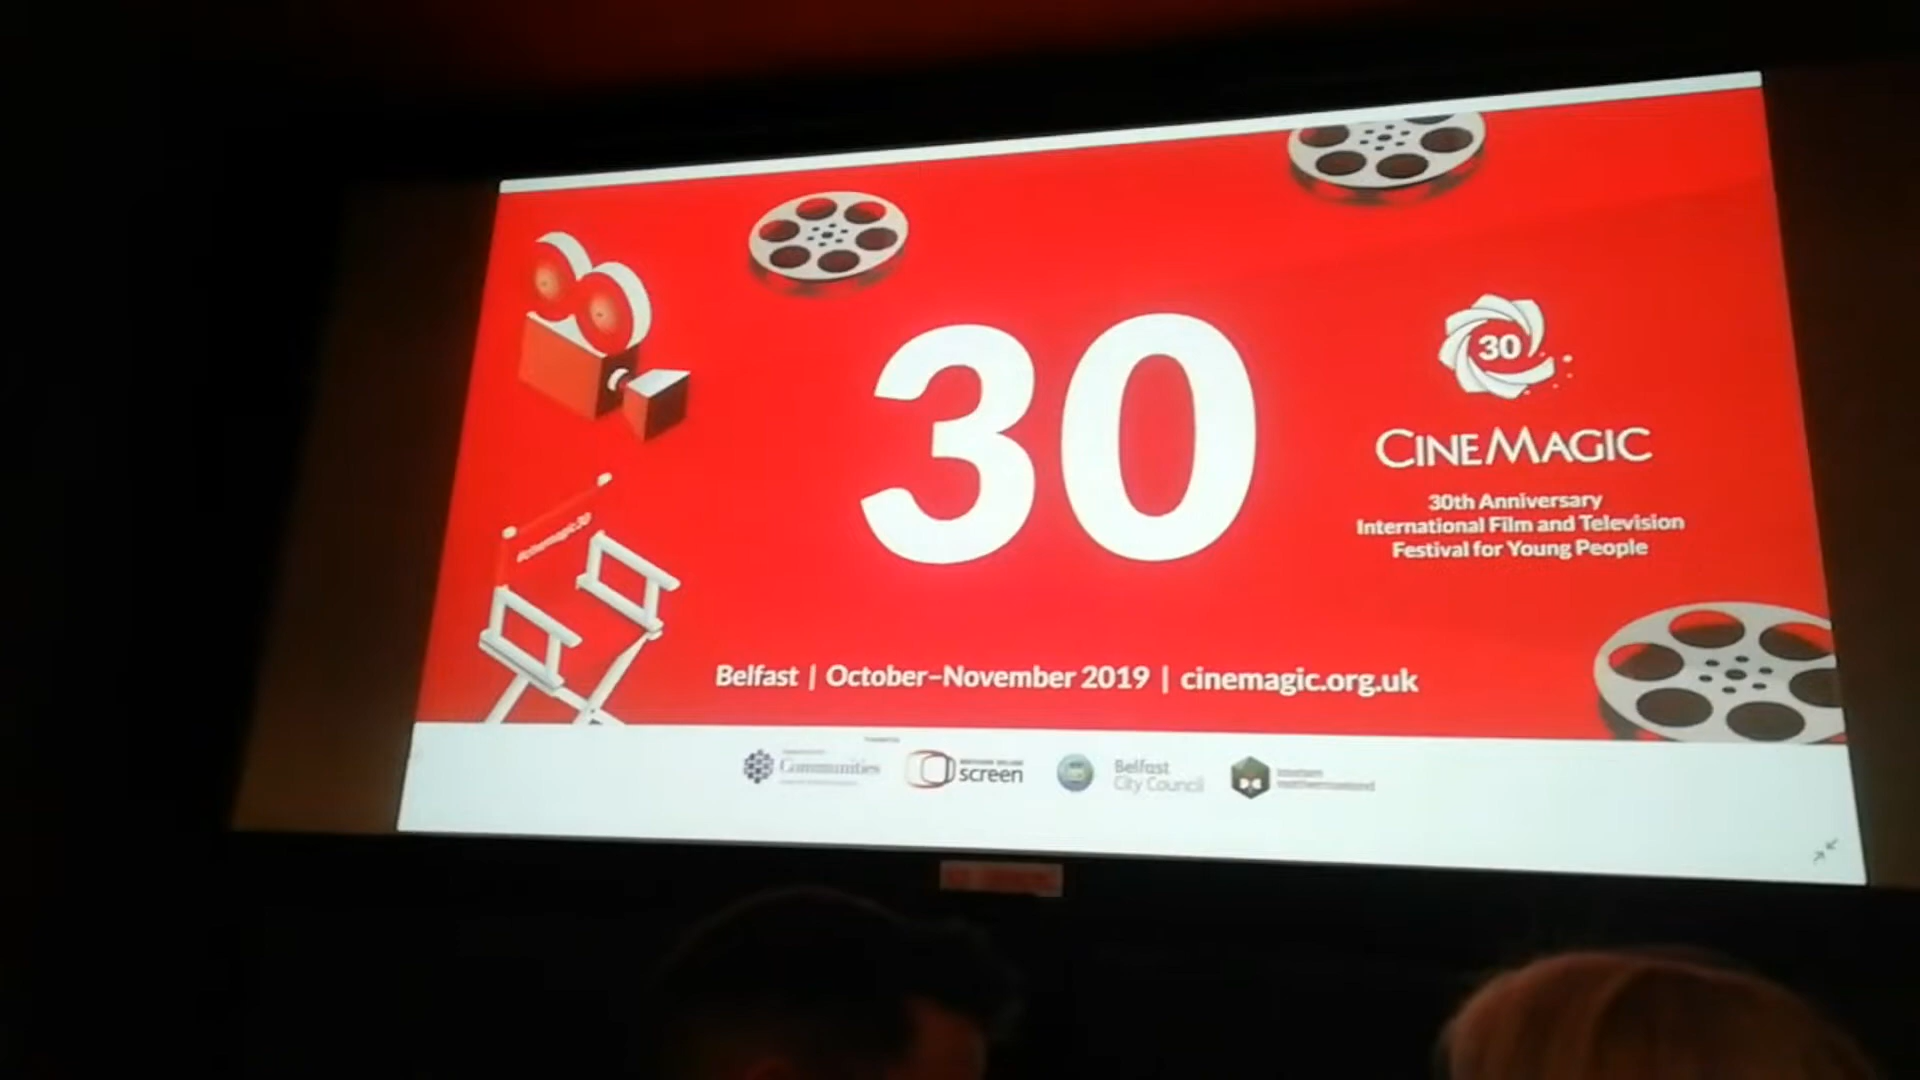 30
30
CINEMAGIC
30th Anniversary
International Film and Television
Festival for Young People
#cinemagic30
Belfast | October–November 2019 | cinemagic.org.uk
Communities
screen
Belfast
City Council